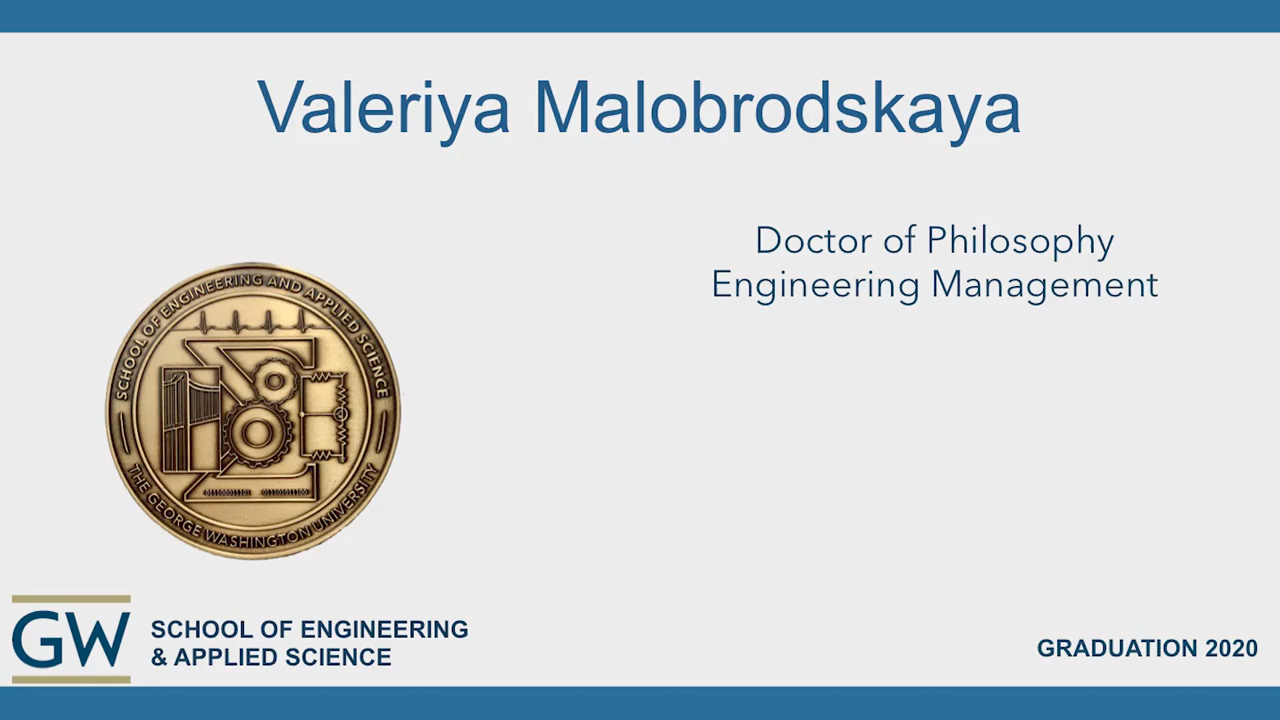 Valeriya Malobrodskaya
Doctor of Philosophy
Engineering Management
SCHOOL OF ENGINEERING AND APPLIED SCIENCE
THE GEORGE WASHINGTON UNIVERSITY
GW
SCHOOL OF ENGINEERING
& APPLIED SCIENCE
GRADUATION 2020